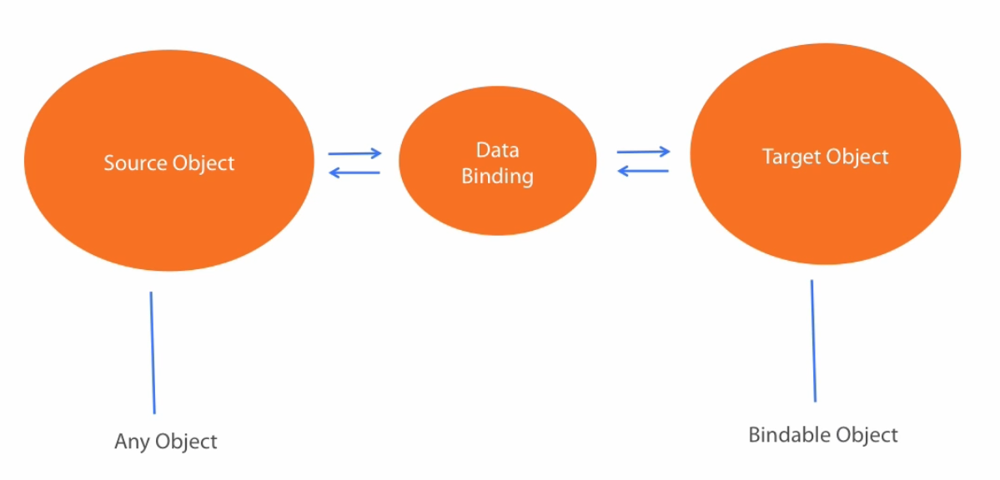 Source Object
Data
Binding
Target Object
Any Object
Bindable Object